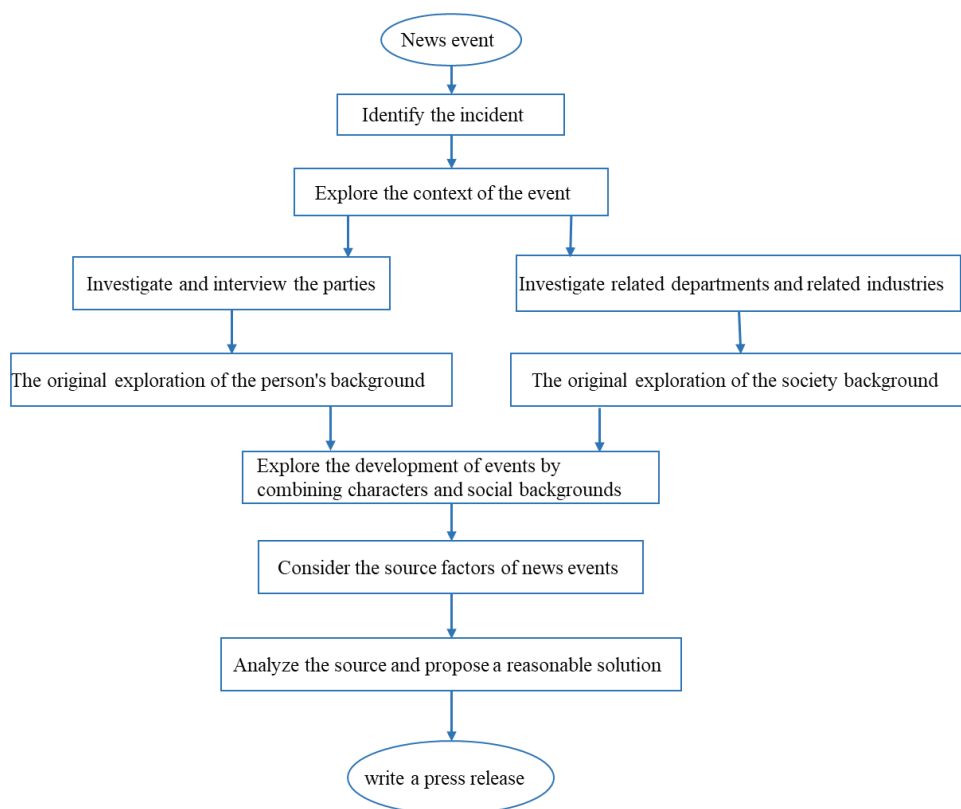 News event
Identify the incident
Explore the context of the event
Investigate and interview the parties
Investigate related departments and related industries
The original exploration of the person's background
The original exploration of the society background
Explore the development of events by
combining characters and social backgrounds
Consider the source factors of news events
Analyze the source and propose a reasonable solution
write a press release